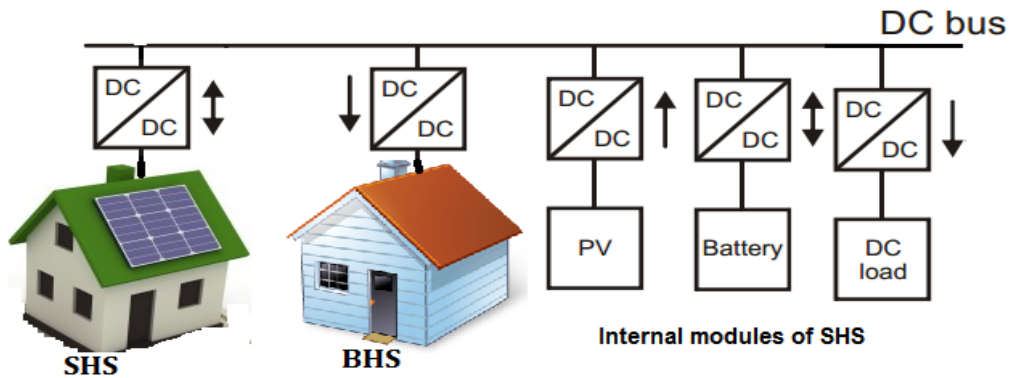 DC bus
DC
DC
DC
DC
DC
DC
DC
DC
DC
DC
PV
Battery
DC
load
Internal modules of SHS
SHS
BHS